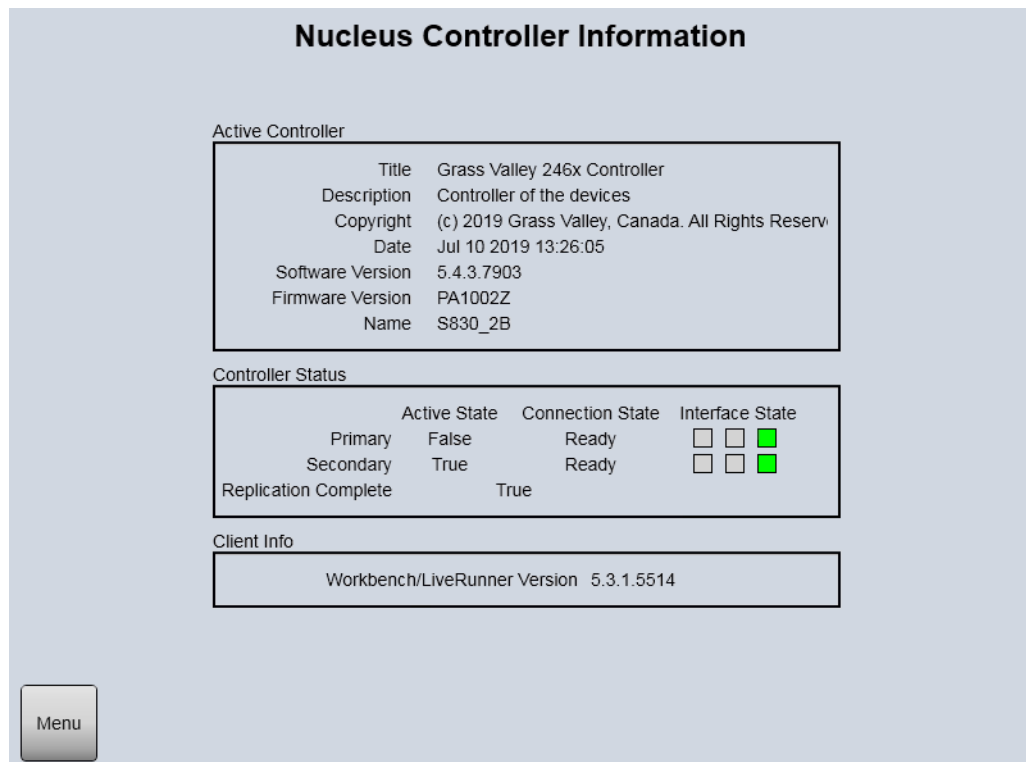 Nucleus Controller Information
Active Controller
Title Grass Valley 246x Controller
Description Controller of the devices
Copyright (c) 2019 Grass Valley, Canada. All Rights Reserv
Date Jul 10 2019 13:26:05
Software Version 5.4.3.7903
Firmware Version PA1002Z
Name S830_2B
Controller Status
Active State Connection State Interface State
Primary False Ready
Secondary True Ready
Replication Complete True
Client Info
Workbench/LiveRunner Version 5.3.1.5514
Menu